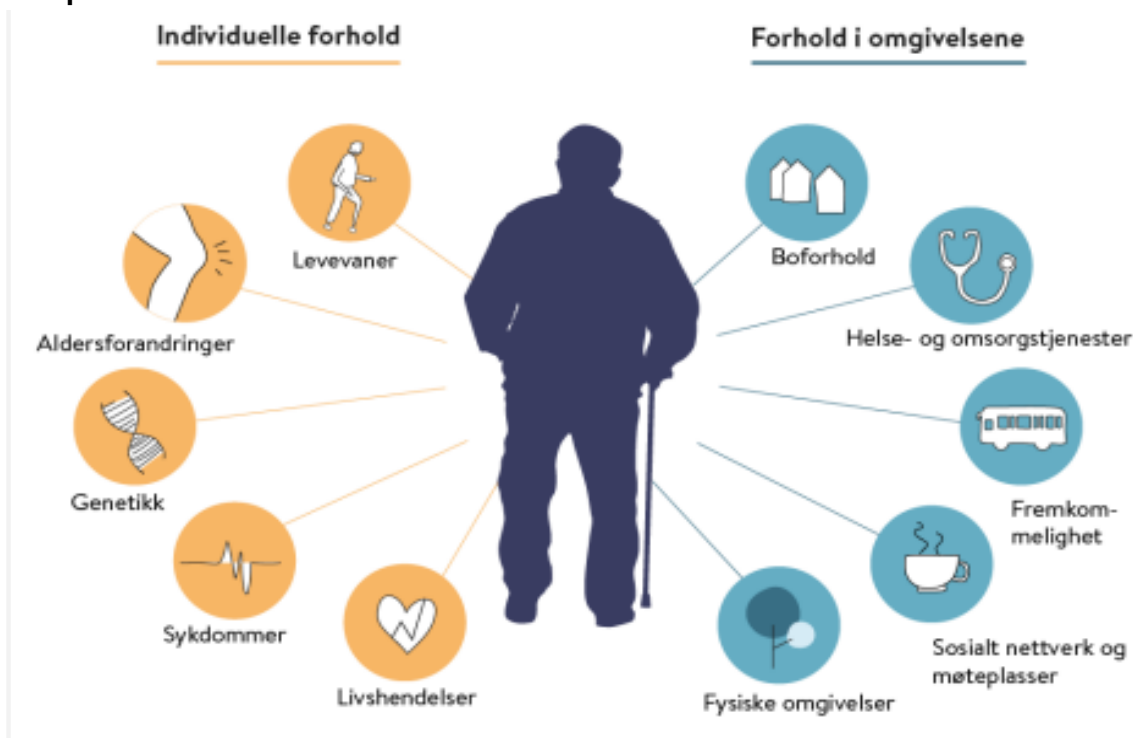 Individuelle forhold
Levevaner
Aldersforandringer
Genetikk
Sykdommer
Livshendelser
Forhold i omgivelsene
Boforhold
Helse- og omsorgstjenester
Fremkom-
melighet
Sosialt nettverk og
møteplasser
Fysiske omgivelser